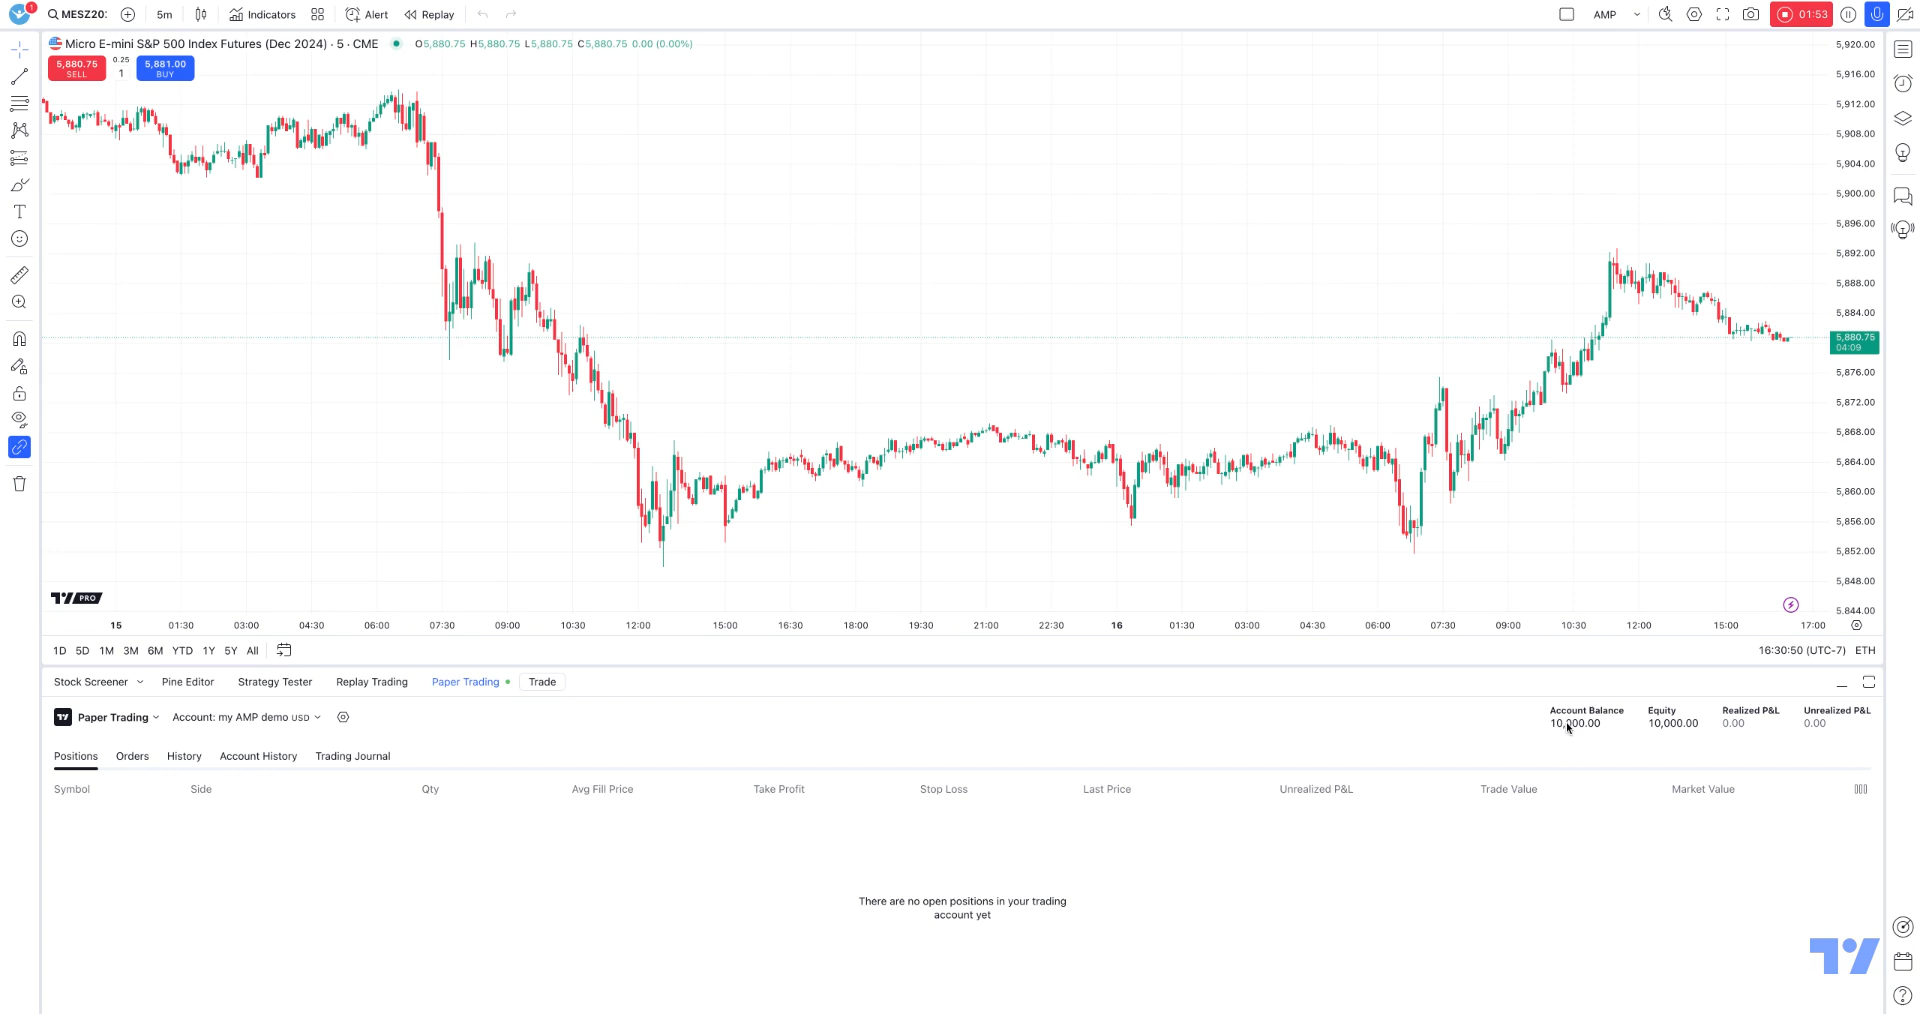 1
MESZ20: 5m Indicators Alert Replay AMP 01:53
Micro E-mini S&P 500 Index Futures (Dec 2024) · 5 · CME O5,880.75 H5,880.75 L5,880.75 C5,880.75 0.00 (0.00%)
5,880.75 SELL
0.25
1
5,881.00 BUY
5,920.00
5,916.00
5,912.00
5,908.00
5,904.00
5,900.00
5,896.00
5,892.00
5,888.00
5,884.00
5,880.75
04:09
5,876.00
5,872.00
5,868.00
5,864.00
5,860.00
5,856.00
5,852.00
5,848.00
5,844.00
PRO
15 01:30 03:00 04:30 06:00 07:30 09:00 10:30 12:00 15:00 16:30 18:00 19:30 21:00 22:30 16 01:30 03:00 04:30 06:00 07:30 09:00 10:30 12:00 15:00 17:00
1D 5D 1M 3M 6M YTD 1Y 5Y All 16:30:50 (UTC-7) ETH
Stock Screener Pine Editor Strategy Tester Replay Trading Paper Trading Trade
Paper Trading Account: my AMP demo USD
Account Balance Equity Realized P&L Unrealized P&L
10,000.00 10,000.00 0.00 0.00
Positions Orders History Account History Trading Journal
Symbol Side Qty Avg Fill Price Take Profit Stop Loss Last Price Unrealized P&L Trade Value Market Value
There are no open positions in your trading
account yet